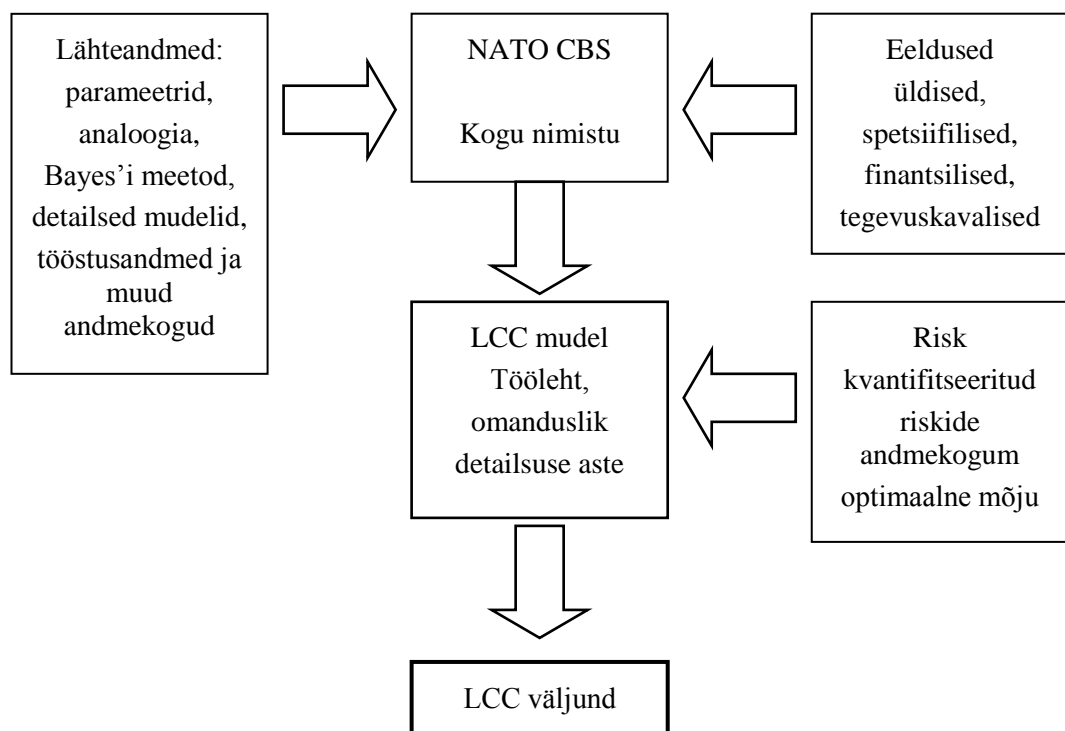 Lähteandmed:
parameetrid,
analoogia,
Bayes’i meetod,
detailsed mudelid,
tööstusandmed ja
muud
andmekogud
NATO CBS
Kogu nimistu
Eeldused
üldised,
spetsiifilised,
finantsilised,
tegevuskavalised
LCC mudel
Tööleht,
omanduslik
detailsuse aste
Risk
kvantifitseeritud
riskide
andmekogum
optimaalne mõju
LCC väljund